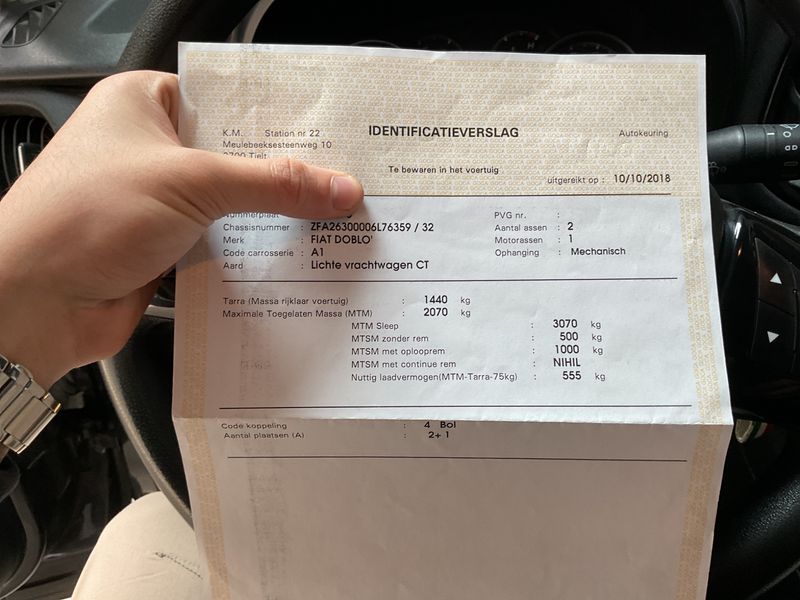 K.M. Station nr 22 IDENTIFICATIEVERSLAG Autokeuring
Meulebeeksesteenweg 10
8700 Tielt
Te bewaren in het voertuig
uitgereikt op : 10/10/2018
Nummerplaat PVG nr. :
Chassisnummer : ZFA26300006L76359 / 32 Aantal assen : 2
Merk : FIAT DOBLO' Motorassen : 1
Code carrosserie : A1 Ophanging : Mechanisch
Aard : Lichte vrachtwagen CT
Tarra (Massa rijklaar voertuig) : 1440 kg
Maximale Toegelaten Massa (MTM) : 2070 kg
MTM Sleep : 3070 kg
MTSM zonder rem : 500 kg
MTSM met oplooprem : 1000 kg
MTSM met continue rem : NIHIL
Nuttig laadvermogen(MTM-Tarra-75kg) : 555 kg
Code koppeling : 4 Bol
Aantal plaatsen (A) : 2+ 1